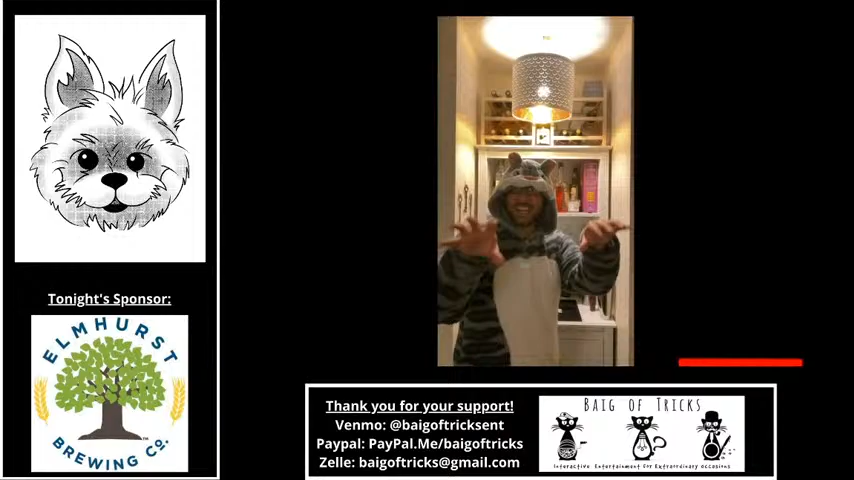 Tonight's Sponsor:
ELMHURST
BREWING Co.
Thank you for your support!
Venmo: @baigoftricksent
Paypal: PayPal.Me/baigoftricks
Zelle: baigoftricks@gmail.com
BAIG OF TRICKS
Interactive Entertainment for Extraordinary Occasions